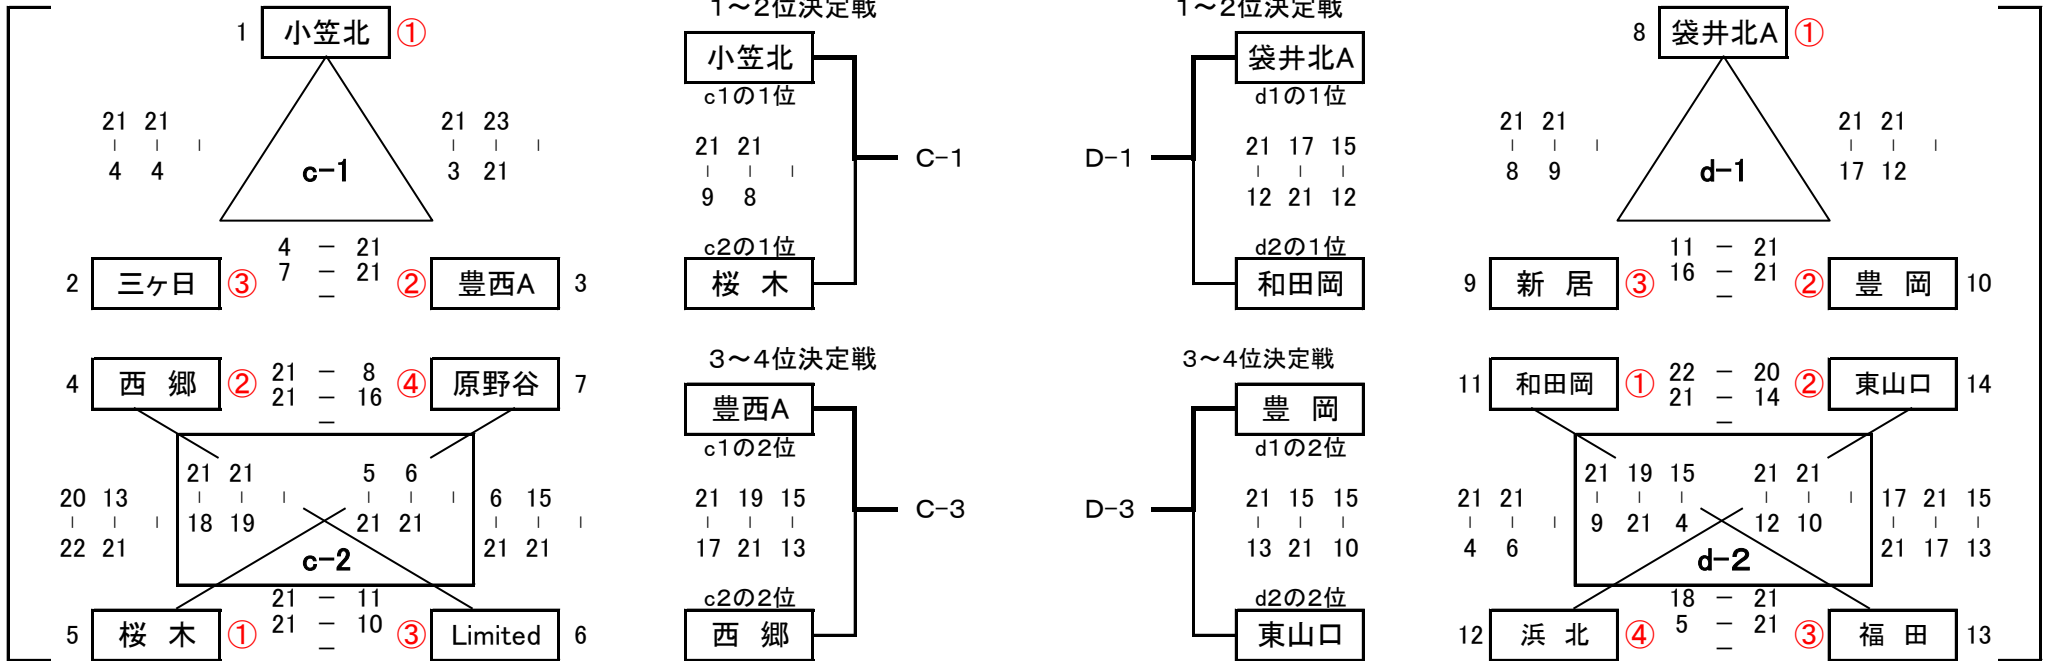 1～2位決定戦
1～2位決定戦
1 小笠北 ①
小笠北
袋井北A
8 袋井北A ①
c1の1位
d1の1位
21 21
4 4
21 23
3 21
c-1
21 21
9 8
C-1
D-1
21 17 15
12 21 12
21 21
8 9
21 21
17 12
d-1
4 － 21
7 － 21
－
c2の1位
d2の1位
11 － 21
16 － 21
－
2 三ヶ日 ③
② 豊西A 3
桜 木
和田岡
9 新 居 ③
② 豊 岡 10
3～4位決定戦
3～4位決定戦
4 西 郷 ② 21 － 8 ④ 原野谷 7
21 － 16
－
豊西A
豊 岡
11 和田岡 ① 22 － 20 ② 東山口 14
21 － 14
－
c1の2位
d1の2位
20 13
22 21
21 21
18 19
5 6
21 21
6 15
21 21
c-2
21 19 15
17 21 13
C-3
D-3
21 15 15
13 21 10
21 21
4 6
21 19 15
9 21 4
21 21
12 10
17 21 15
21 17 13
d-2
21 － 11
21 － 10
－
c2の2位
d2の2位
18 － 21
5 － 21
－
5 桜 木 ①
③ Limited 6
西 郷
東山口
12 浜 北 ④
③ 福 田 13